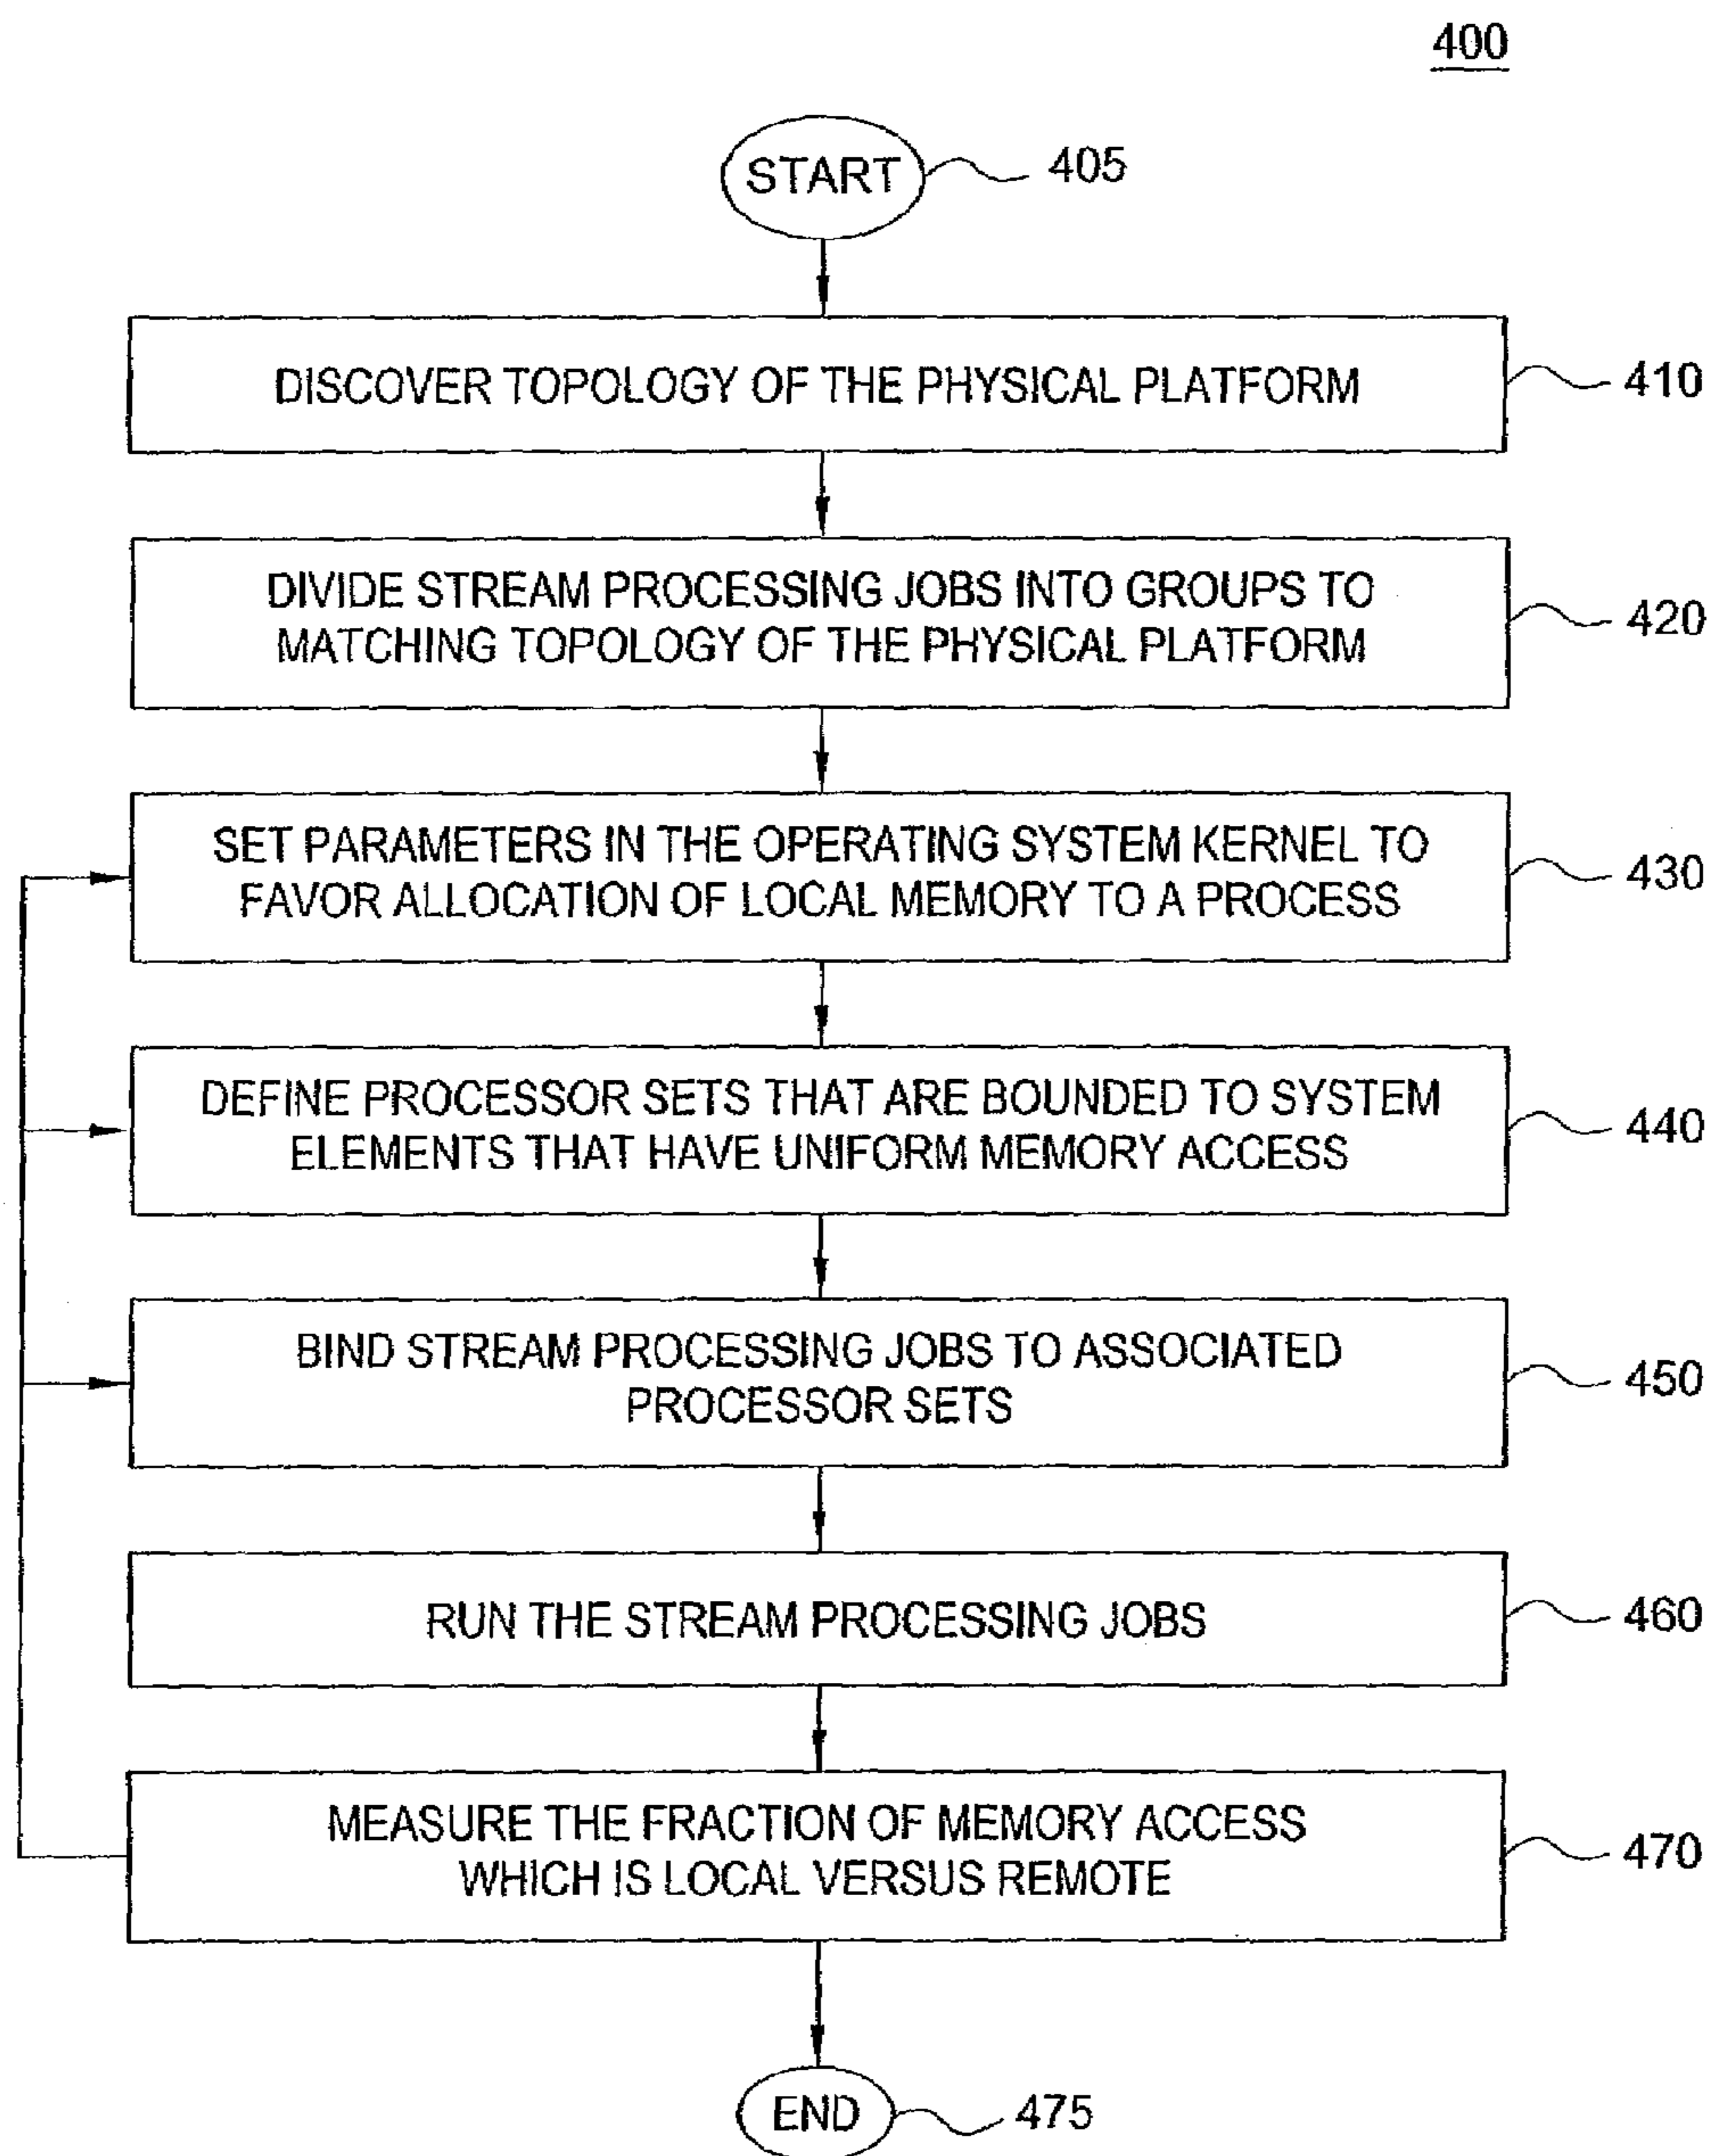 400
START
405
DISCOVER TOPOLOGY OF THE PHYSICAL PLATFORM
410
DIVIDE STREAM PROCESSING JOBS INTO GROUPS TO
MATCHING TOPOLOGY OF THE PHYSICAL PLATFORM
420
SET PARAMETERS IN THE OPERATING SYSTEM KERNEL TO
FAVOR ALLOCATION OF LOCAL MEMORY TO A PROCESS
430
DEFINE PROCESSOR SETS THAT ARE BOUNDED TO SYSTEM
ELEMENTS THAT HAVE UNIFORM MEMORY ACCESS
440
BIND STREAM PROCESSING JOBS TO ASSOCIATED
PROCESSOR SETS
450
RUN THE STREAM PROCESSING JOBS
460
MEASURE THE FRACTION OF MEMORY ACCESS
WHICH IS LOCAL VERSUS REMOTE
470
END
475